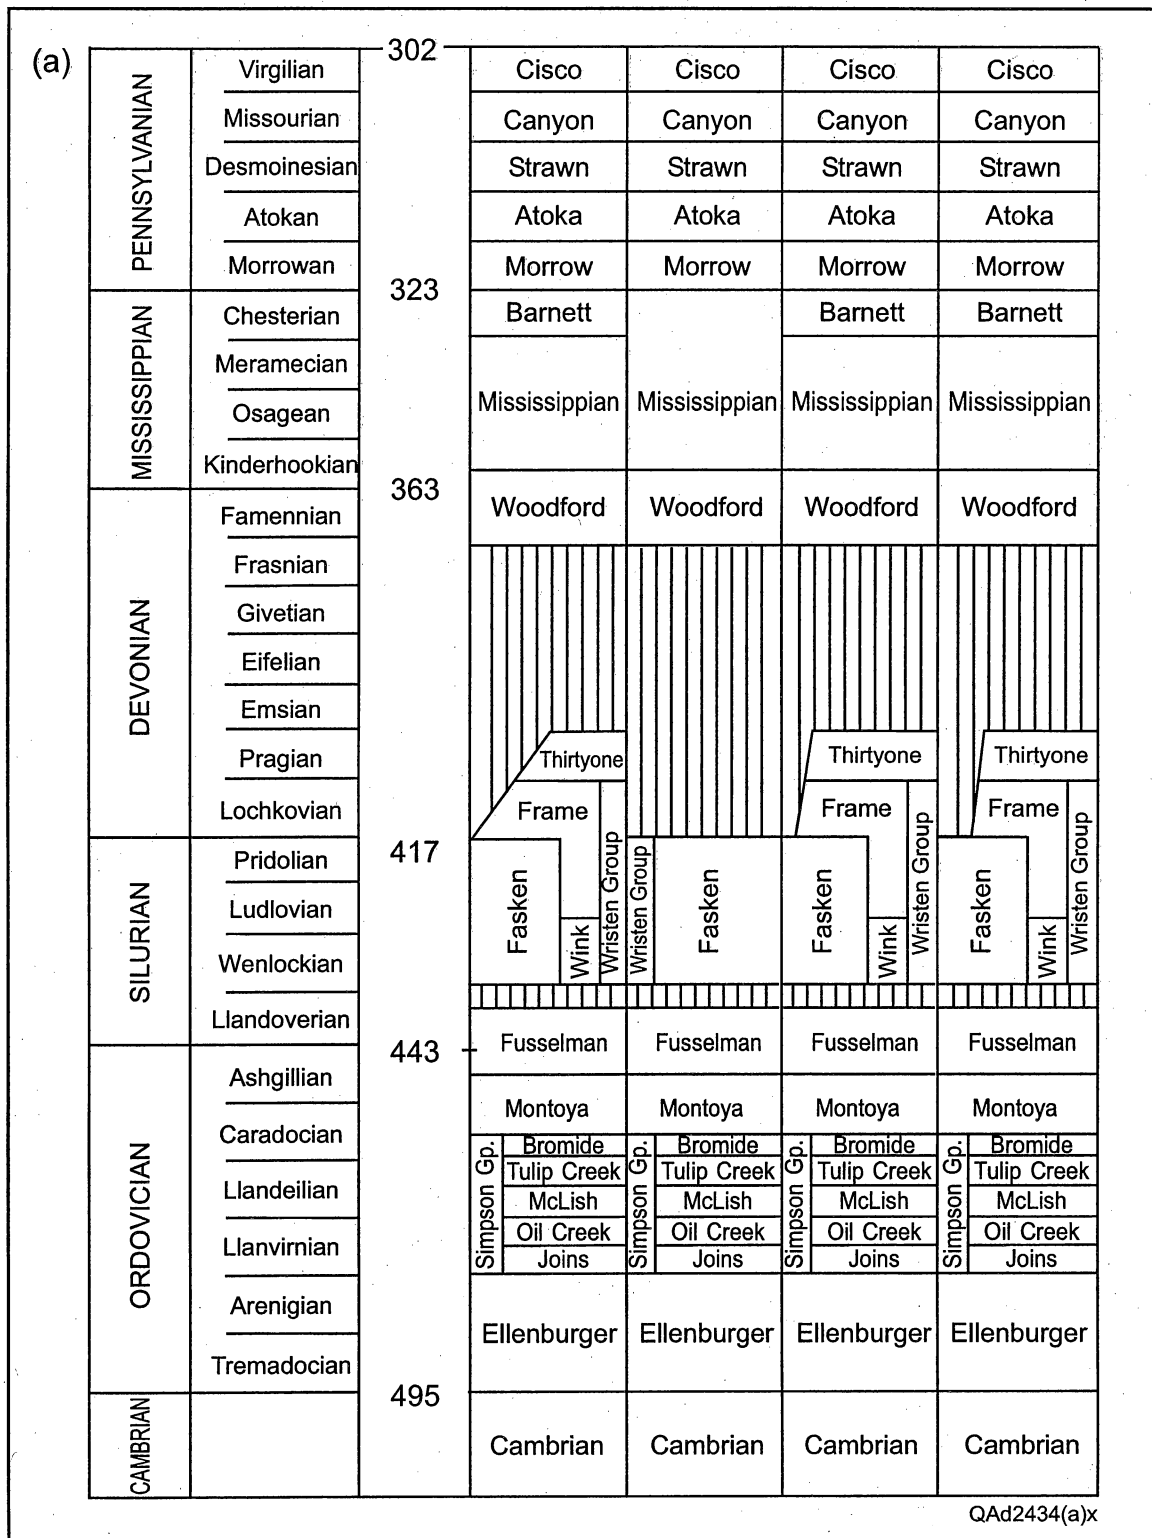 (a)
302
Virgilian Cisco Cisco Cisco Cisco
PENNSYLVANIAN
Missourian Canyon Canyon Canyon Canyon
Desmoinesian Strawn Strawn Strawn Strawn
Atokan Atoka Atoka Atoka Atoka
Morrowan Morrow Morrow Morrow Morrow
323
MISSISSIPPIAN
Chesterian Barnett Barnett Barnett
Meramecian
Osagean Mississippian Mississippian Mississippian Mississippian
Kinderhookian
363
DEVONIAN
Famennian Woodford Woodford Woodford Woodford
Frasnian
Givetian
Eifelian
Emsian
Pragian Thirtyone Thirtyone Thirtyone
Lochkovian Frame Frame Frame
417
SILURIAN
Pridolian
Ludlovian Fasken Wristen Group Wristen Group Fasken Fasken Wristen Group Fasken Wristen Group
Wenlockian Wink Wink Wink
Llandoverian
443 Fusselman Fusselman Fusselman Fusselman
ORDOVICIAN
Ashgillian Montoya Montoya Montoya Montoya
Caradocian
Simpson Gp. Simpson Gp. Simpson Gp. Simpson Gp.
Bromide Bromide Bromide Bromide
Tulip Creek Tulip Creek Tulip Creek Tulip Creek
Llandeilian McLish McLish McLish McLish
Oil Creek Oil Creek Oil Creek Oil Creek
Llanvirnian Joins Joins Joins Joins
Arenigian Ellenburger Ellenburger Ellenburger Ellenburger
Tremadocian
495
CAMBRIAN
Cambrian Cambrian Cambrian Cambrian
QAd2434(a)x